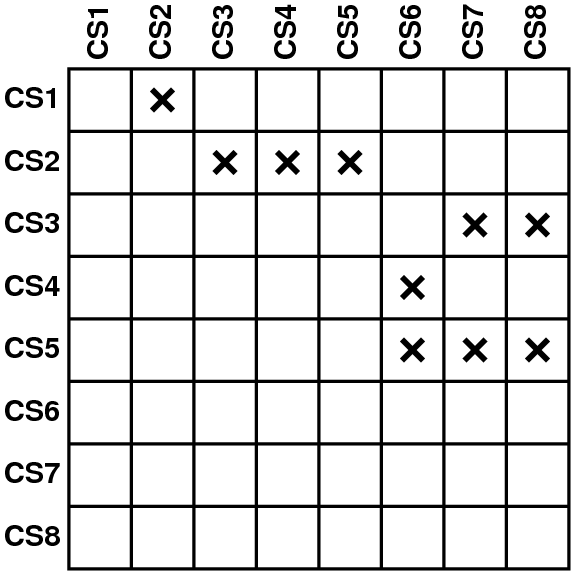 CS1 CS2 CS3 CS4 CS5 CS6 CS7 CS8
CS1 ×
CS2 × × ×
CS3 × ×
CS4 ×
CS5 × × ×
CS6
CS7
CS8